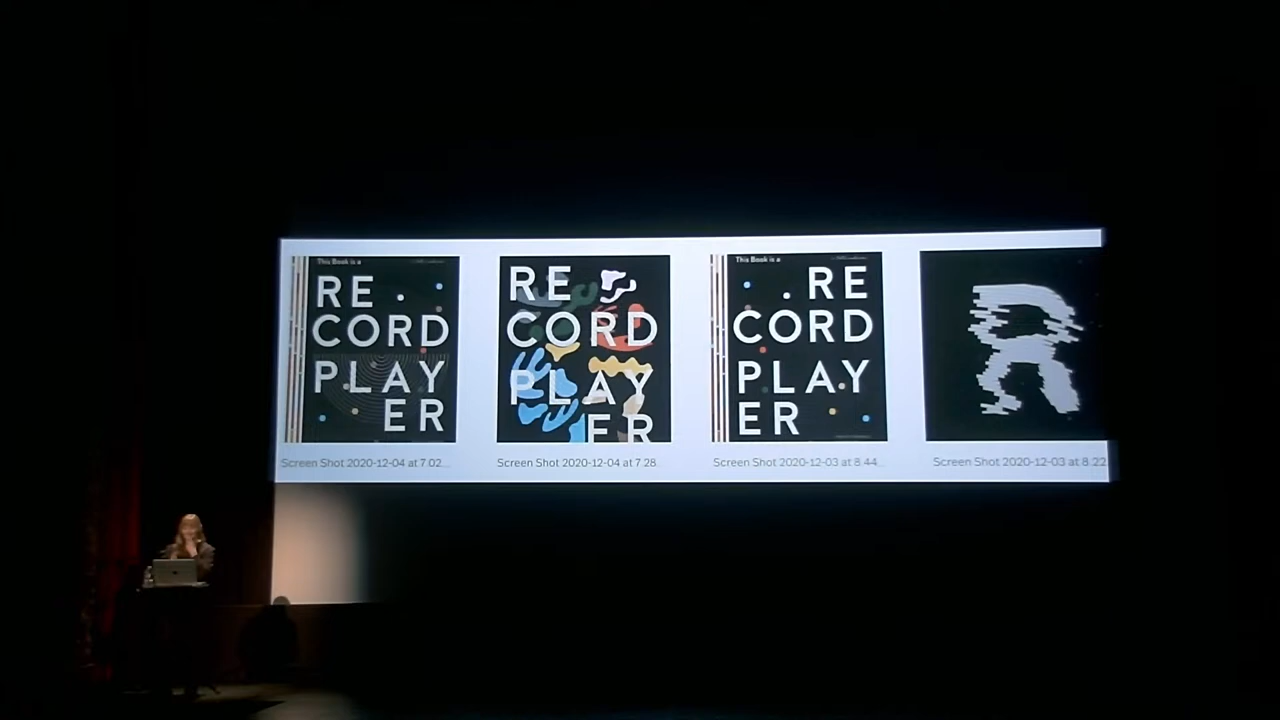 This Book is a
RE
CORD
PLAY
ER
Screen Shot 2020-12-04 at 7.02...
RE
CORD
PLAY
ER
Screen Shot 2020-12-04 at 7.28...
This Book is a
RE
CORD
PLAY
ER
Screen Shot 2020-12-03 at 8.44...
R
Screen Shot 2020-12-03 at 8.22